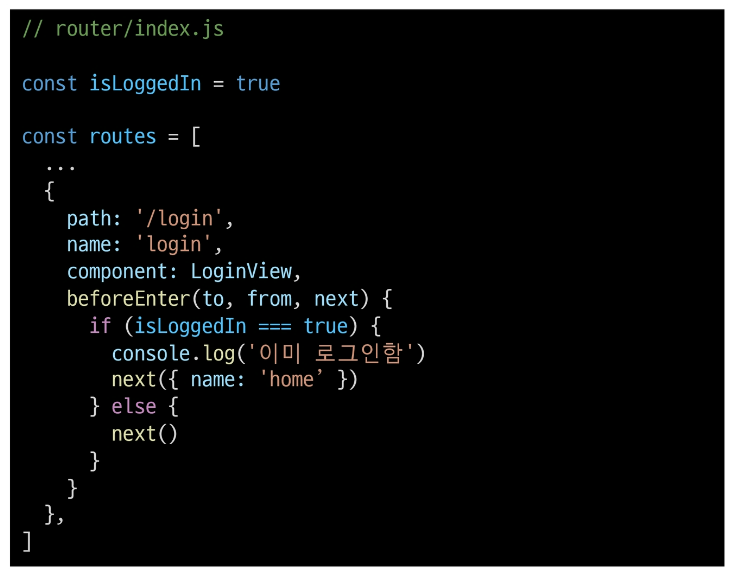 // router/index.js

const isLoggedIn = true

const routes = [
  ...
  {
    path: '/login',
    name: 'login',
    component: LoginView,
    beforeEnter(to, from, next) {
      if (isLoggedIn === true) {
        console.log('이미 로그인함')
        next({ name: 'home’ })
      } else {
        next()
      }
    }
  },
]